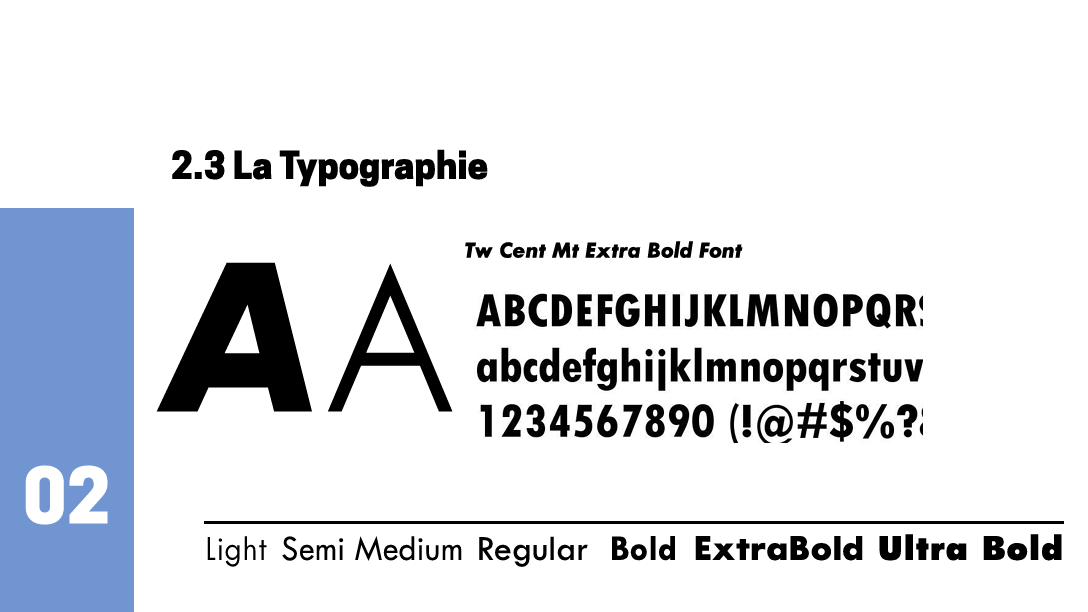 2.3 La Typographie
Tw Cent Mt Extra Bold Font
A A
ABCDEFGHIJKLMNOPQRS
abcdefghijklmnopqrstuv
1234567890 (!@#$%?&
02
Light Semi Medium Regular Bold ExtraBold Ultra Bold